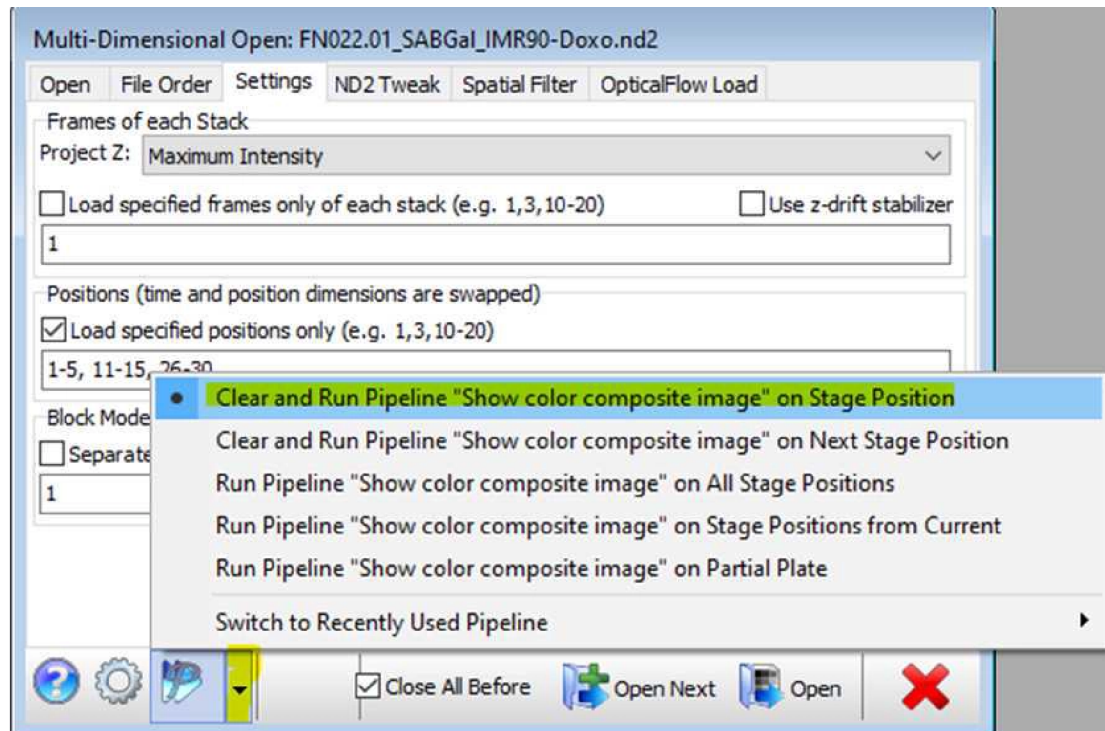 Multi-Dimensional Open: FN022.01_SABGal_IMR90-Doxo.nd2
Open File Order Settings ND2 Tweak Spatial Filter OpticalFlow Load
Frames of each Stack
Project Z: Maximum Intensity
Load specified frames only of each stack (e.g. 1,3,10-20) Use z-drift stabilizer
1
Positions (time and position dimensions are swapped)
Load specified positions only (e.g. 1,3,10-20)
1-5, 11-15, 26-30
Clear and Run Pipeline "Show color composite image" on Stage Position
Block Mode
Clear and Run Pipeline "Show color composite image" on Next Stage Position
Separate
Run Pipeline "Show color composite image" on All Stage Positions
1
Run Pipeline "Show color composite image" on Stage Positions from Current
Run Pipeline "Show color composite image" on Partial Plate
Switch to Recently Used Pipeline
Close All Before Open Next Open